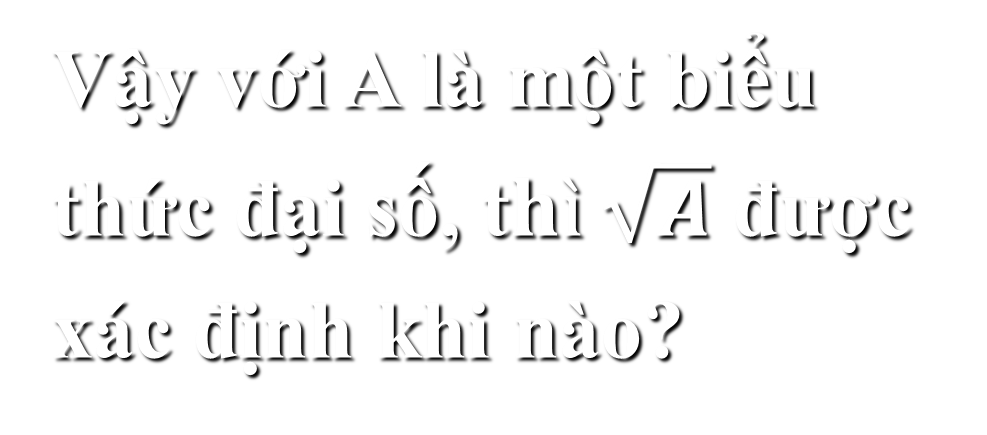 Vậy với A là một biểu
thức đại số, thì √A được
xác định khi nào?